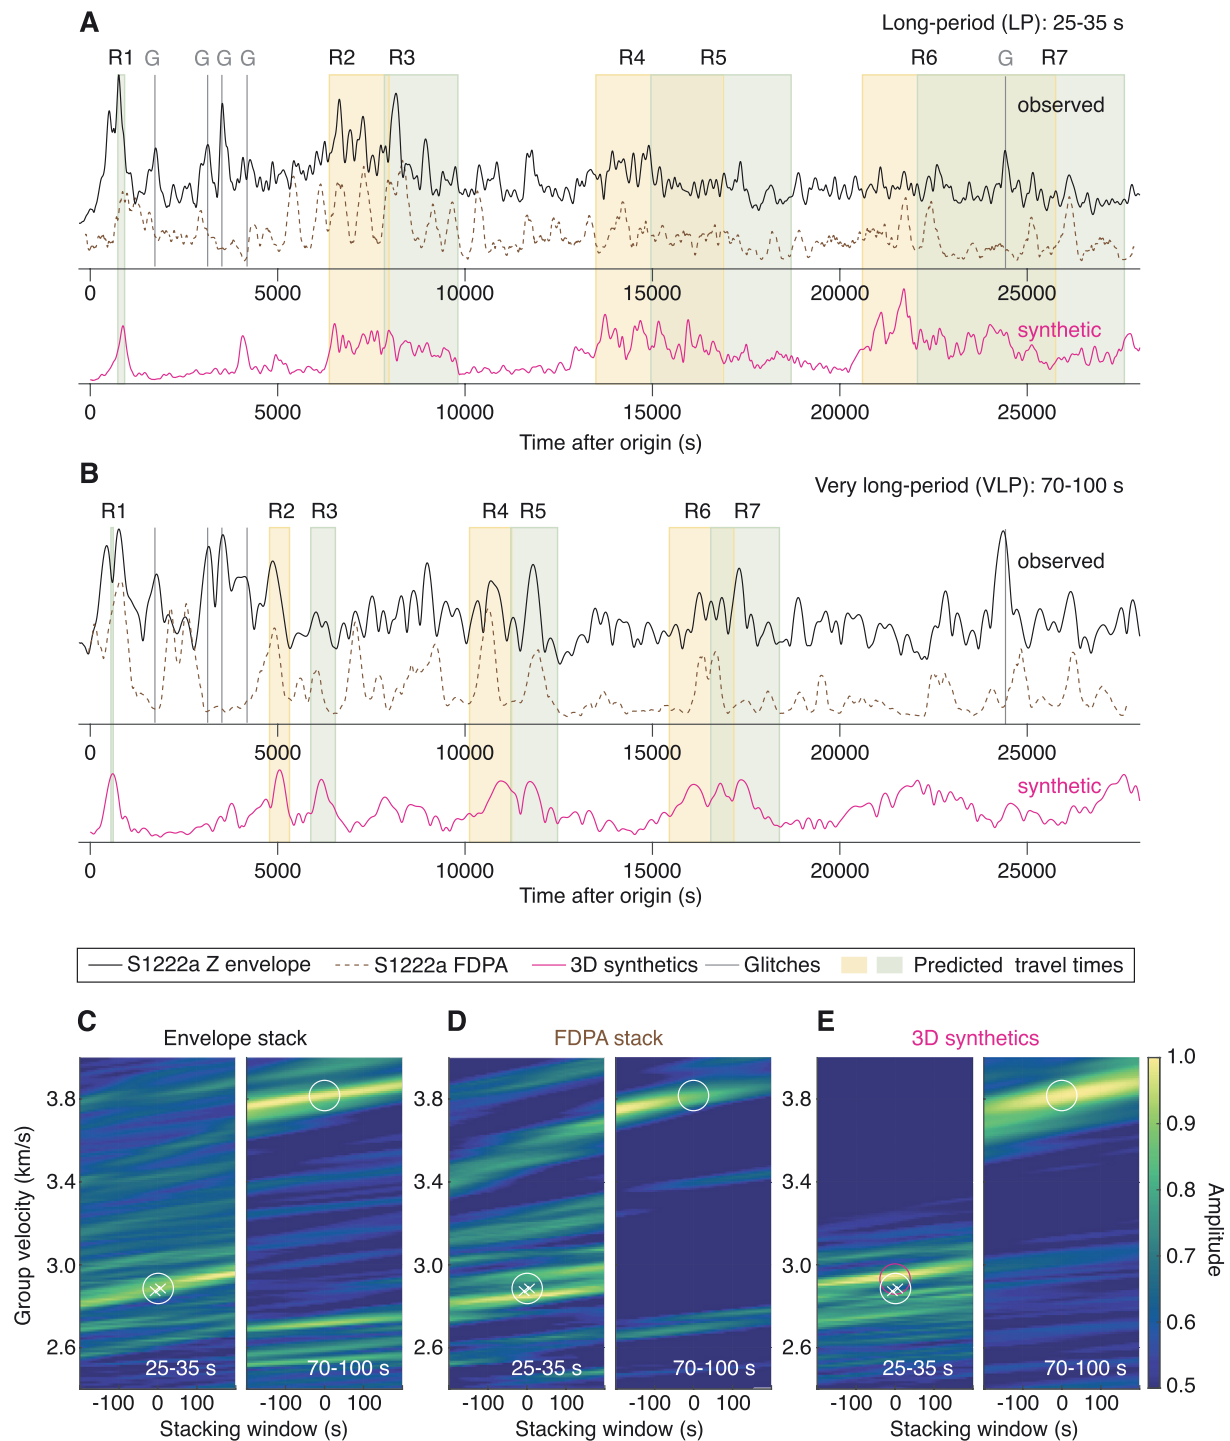 A
Long-period (LP): 25-35 s
R1 G G G G R2 R3 R4 R5 R6 G R7
observed
0 5000 10000 15000 20000 25000
synthetic
0 5000 10000 15000 20000 25000
Time after origin (s)
B
Very long-period (VLP): 70-100 s
R1 R2 R3 R4 R5 R6 R7
observed
0 5000 10000 15000 20000 25000
synthetic
0 5000 10000 15000 20000 25000
Time after origin (s)
S1222a Z envelope S1222a FDPA 3D synthetics Glitches Predicted travel times
C D E
Envelope stack FDPA stack 3D synthetics
Group velocity (km/s)
3.8 3.4 3.0 2.6
25-35 s 70-100 s
-100 0 100 -100 0 100
Stacking window (s)
3.8 3.4 3.0 2.6
25-35 s 70-100 s
-100 0 100 -100 0 100
Stacking window (s)
3.8 3.4 3.0 2.6
25-35 s 70-100 s
-100 0 100 -100 0 100
Stacking window (s)
1.0
0.9
0.8
0.7
0.6
0.5
Amplitude